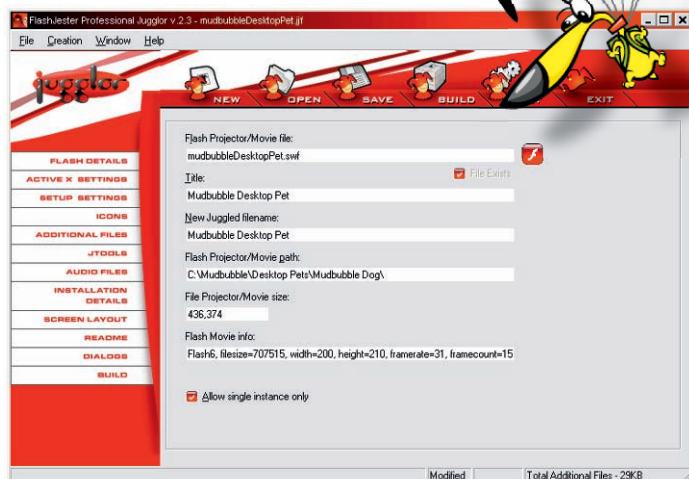 FlashJester Professional Jugglor v.2.3 - mudbubbleDesktopPet.jjf
File Creation Window Help
jugglor
NEW OPEN SAVE BUILD EXIT
FLASH DETAILS
ACTIVE X SETTINGS
SETUP SETTINGS
ICONS
ADDITIONAL FILES
JTOOLS
AUDIO FILES
INSTALLATION
DETAILS
SCREEN LAYOUT
README
DIALOGS
BUILD
Flash Projector/Movie file:
mudbubbleDesktopPet.swf
File Exists
Title:
Mudbubble Desktop Pet
New Juggled filename:
Mudbubble Desktop Pet
Flash Projector/Movie path:
C:\Mudbubble\Desktop Pets\Mudbubble Dog\
File Projector/Movie size:
436,374
Flash Movie info:
Flash6, filesize=707515, width=200, height=210, framerate=31, framecount=15
Allow single instance only
Modified Total Additional Files - 29KB